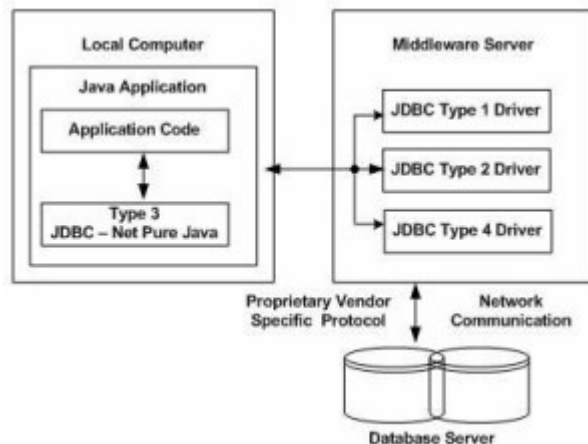 Local Computer
Java Application
Application Code
Type 3
JDBC – Net Pure Java
Middleware Server
JDBC Type 1 Driver
JDBC Type 2 Driver
JDBC Type 4 Driver
Proprietary Vendor
Specific Protocol
Network
Communication
Database Server